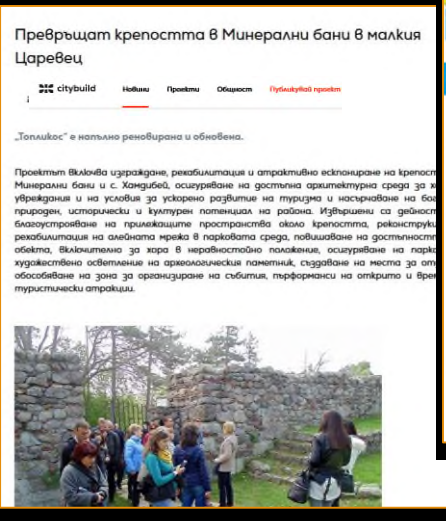 Превръщат крепостта в Минерални бани в малкия
Царевец
citybuild Новини Проекти Общност Публикувай проект
„Топликос“ е напълно реновирана и обновена.
Проектът включва изграждане, рехабилитация и атрактивно експониране на крепост
Минерални бани и с. Хамдибей, осигуряване на достъпна архитектурна среда за х
увреждания и на условия за ускорено развитие на туризма и насърчаване на бог
природен, исторически и културен потенциал на района. Извършени са дейност
благоустрояване на прилежащите пространства около крепостта, реконструкц
рехабилитация на алейната мрежа в парковата среда, повишаване на достъпностт
обекта, включително за хора в неравностойно положение, осигуряване на парко
художествено осветление на археологическия паметник, създаване на места за от
обособяване на зона за организиране на събития, пърформанси на открито и вре
туристически атракции.